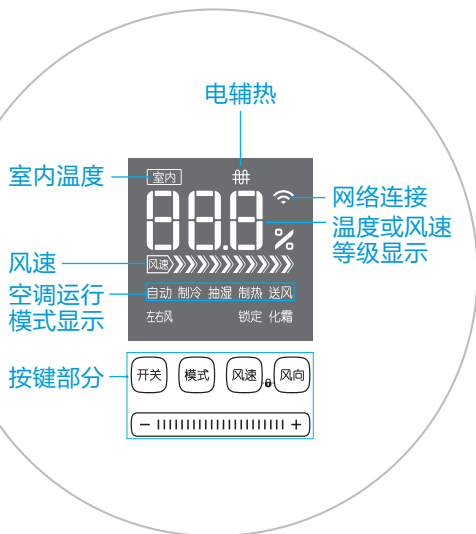 电辅热
室内温度
室内
网络连接
88.8
%
温度或风速
等级显示
风速
风速
空调运行
模式显示
自动 制冷 抽湿 制热 送风
左右风 锁定 化霜
按键部分
开关 模式 风速 风向
− +